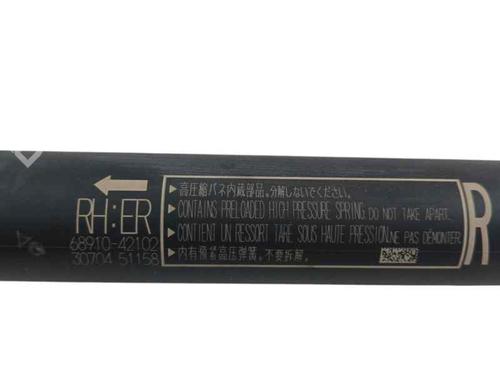 RH:ER
68910-42102
30704 51158
▶高圧縮バネ内蔵部品。分解しないでください。
▶CONTAINS PRELOADED HIGH PRESSURE SPRING. DO NOT TAKE APART.
▶CONTIENT UN RESSORT TARÉ SOUS HAUTE PRESSION. NE PAS DÉMONTER.
▶内有预紧高压弹簧。不要拆解。
R